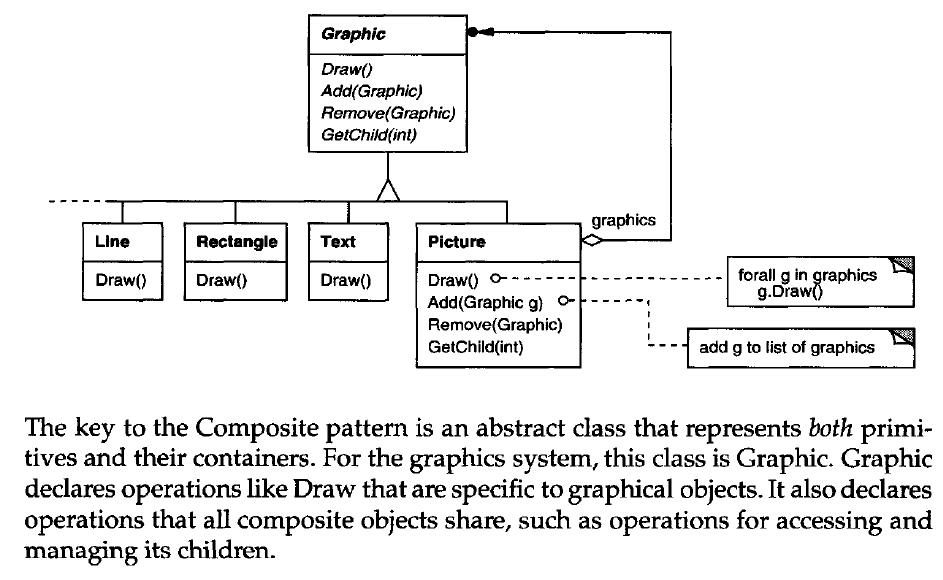 Graphic
Draw()
Add(Graphic)
Remove(Graphic)
GetChild(int)
graphics
Line
Draw()
Rectangle
Draw()
Text
Draw()
Picture
Draw()
Add(Graphic g)
Remove(Graphic)
GetChild(int)
forall g in graphics
g.Draw()
add g to list of graphics
The key to the Composite pattern is an abstract class that represents both primi-
tives and their containers. For the graphics system, this class is Graphic. Graphic
declares operations like Draw that are specific to graphical objects. It also declares
operations that all composite objects share, such as operations for accessing and
managing its children.